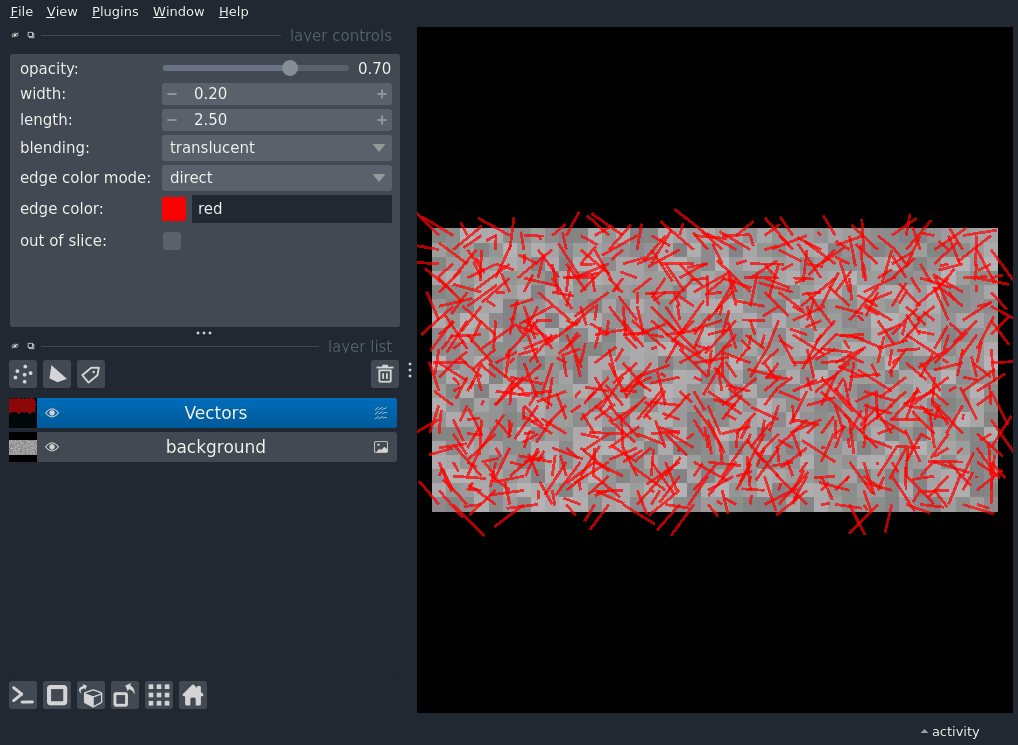 File View Plugins Window Help
layer controls
opacity: 0.70
width: 0.20
length: 2.50
blending: translucent
edge color mode: direct
edge color: red
out of slice:
layer list
Vectors
background
activity